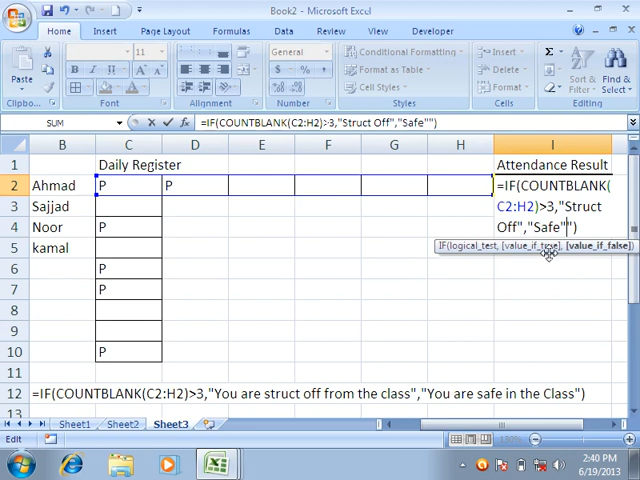 Book2 - Microsoft Excel
Home Insert Page Layout Formulas Data Review View Developer
Paste
Clipboard
11
B I U
Font
Alignment
General
$ % ,
Number
Conditional Formatting
Format as Table
Cell Styles
Styles
Insert
Delete
Format
Cells
Sort & Filter
Find & Select
Editing
SUM
=IF(COUNTBLANK(C2:H2)>3,"Struct Off","Safe"")
B C D E F G H I
1 Daily Register Attendance Result
2 Ahmad P P =IF(COUNTBLANK(
3 Sajjad C2:H2)>3,"Struct
4 Noor P Off","Safe"")
IF(logical_test, [value_if_true], [value_if_false])
5 kamal
6 P
7 P
8
9
10 P
11
12 =IF(COUNTBLANK(C2:H2)>3,"You are struct off from the class","You are safe in the Class")
13
Sheet1 Sheet2 Sheet3
Edit 130%
2:40 PM
6/19/2013